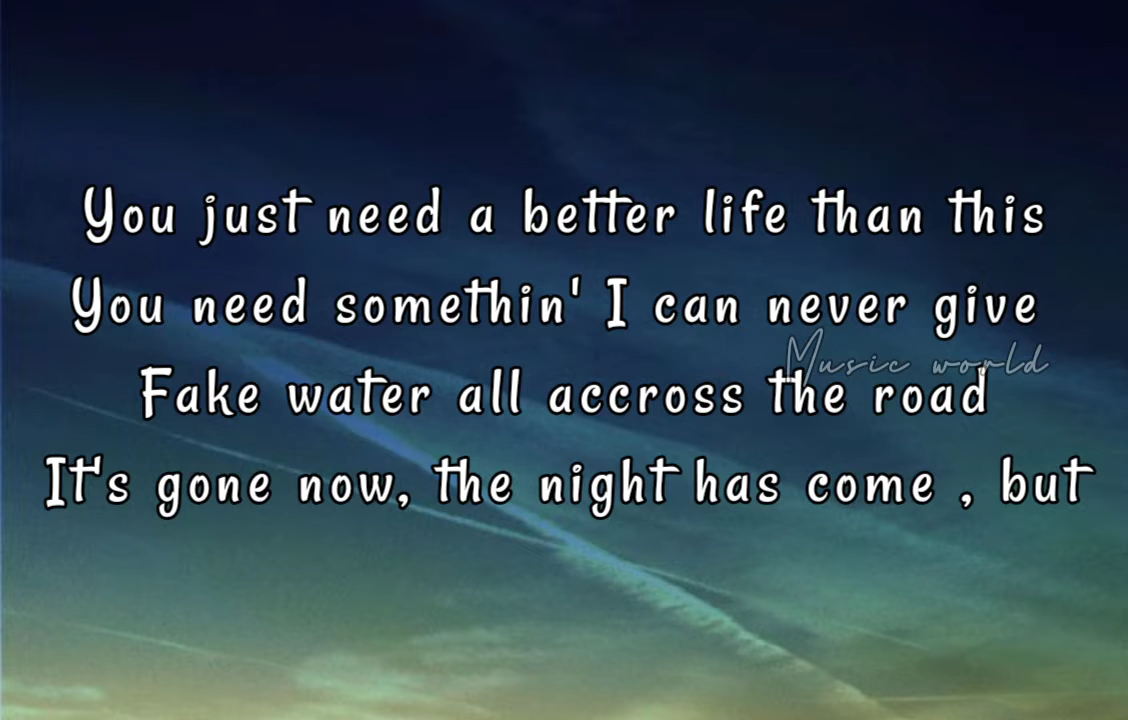 You just need a better life than this
You need somethin' I can never give
Music world
Fake water all accross the road
It's gone now, the night has come , but